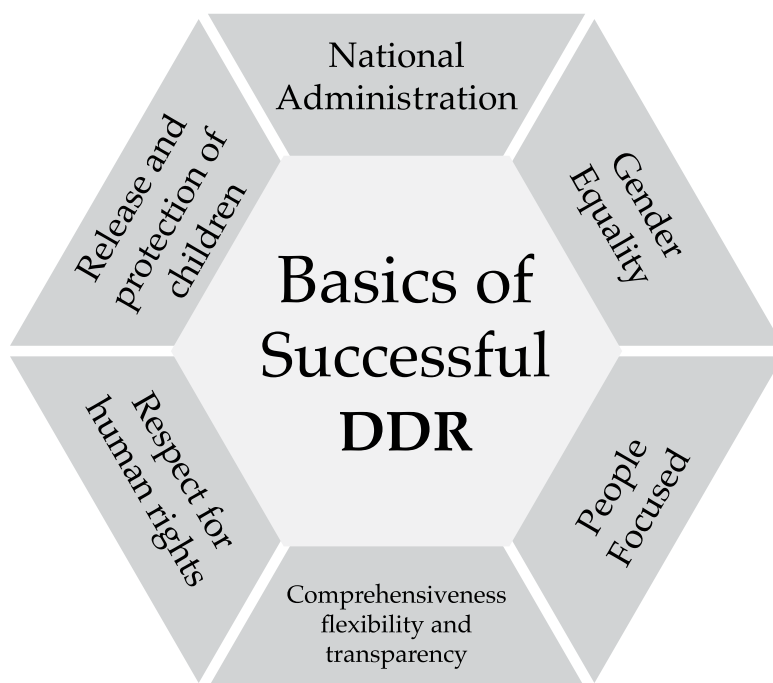 National
Administration
Gender
Equality
People
Focused
Comprehensiveness
flexibility and
transparency
Respect for
human rights
Release and
protection of
children
Basics of
Successful
DDR